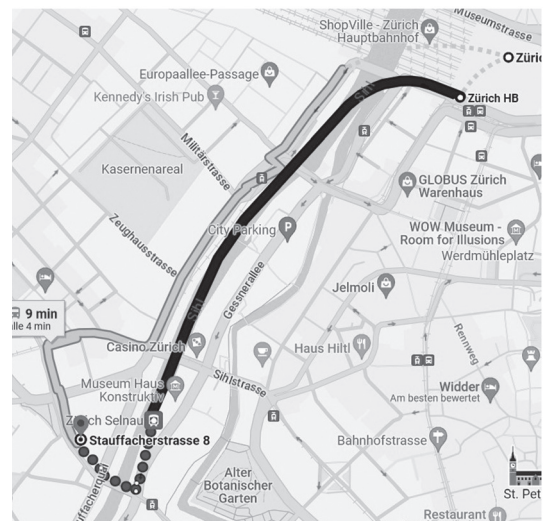 Museumstrasse
ShopVille - Zürich
Hauptbahnhof
Züri
Europaallee-Passage
Zürich HB
Kennedy's Irish Pub
Sihl
Militärstrasse
Kasernenareal
GLOBUS Zürich
Warenhaus
City Parking
WOW Museum -
Room for Illusions
Werdmühleplatz
Zeughausstrasse
Gessnerallee
Jelmoli
9 min
alle 4 min
Sihl
Casino Zürich
Haus Hiltl
Rennweg
Museum Haus
Konstruktiv
Sihlstrasse
Widder
Am besten bewertet
Zürich Selnau
Stauffacherstrasse 8
Bahnhofstrasse
Alter
Botanischer
Garten
uffacherquai
St. Pet
Restaurant